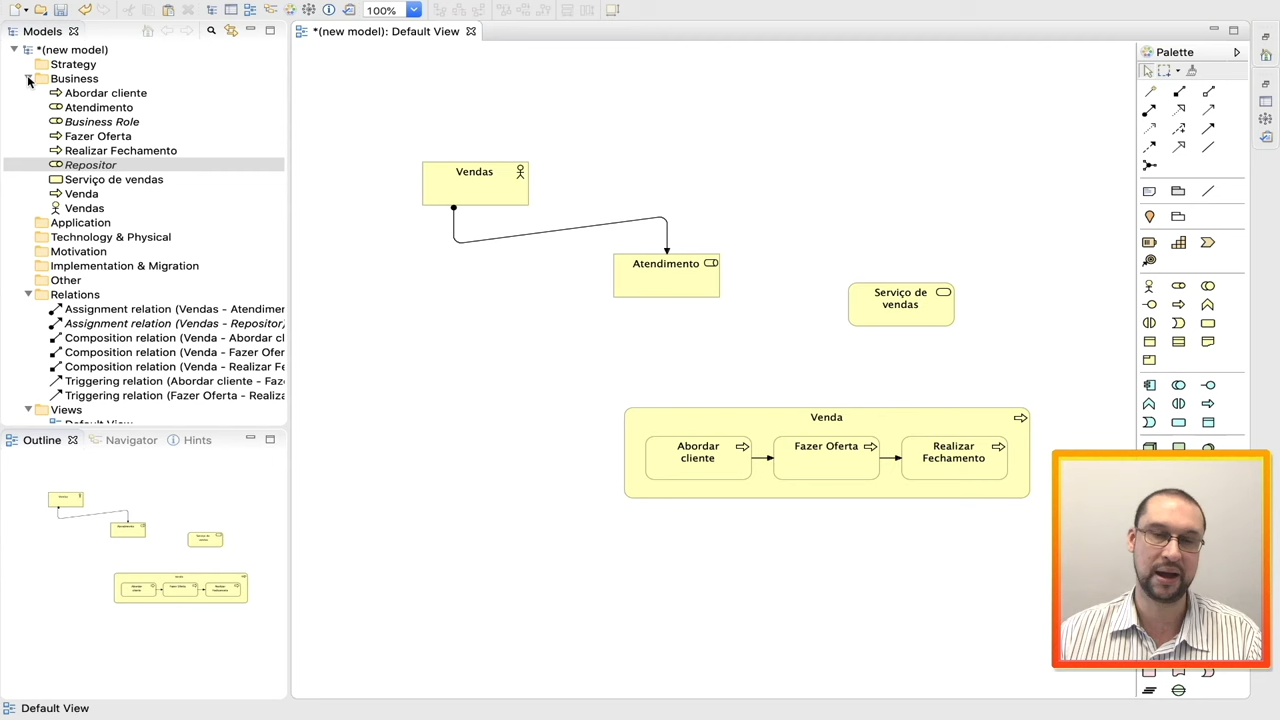 100%
Models
*(new model): Default View
Palette
*(new model)
Strategy
Business
Abordar cliente
Atendimento
Business Role
Fazer Oferta
Realizar Fechamento
Repositor
Serviço de vendas
Venda
Vendas
Application
Technology & Physical
Motivation
Implementation & Migration
Other
Relations
Assignment relation (Vendas - Atendimer
Assignment relation (Vendas - Repositor)
Composition relation (Venda - Abordar cl
Composition relation (Venda - Fazer Ofer
Composition relation (Venda - Realizar Fe
Triggering relation (Abordar cliente - Faze
Triggering relation (Fazer Oferta - Realiza
Views
Default View
Outline
Navigator
Hints
Vendas
Atendimento
Serviço de
vendas
Venda
Abordar
cliente
Fazer Oferta
Realizar
Fechamento
Default View